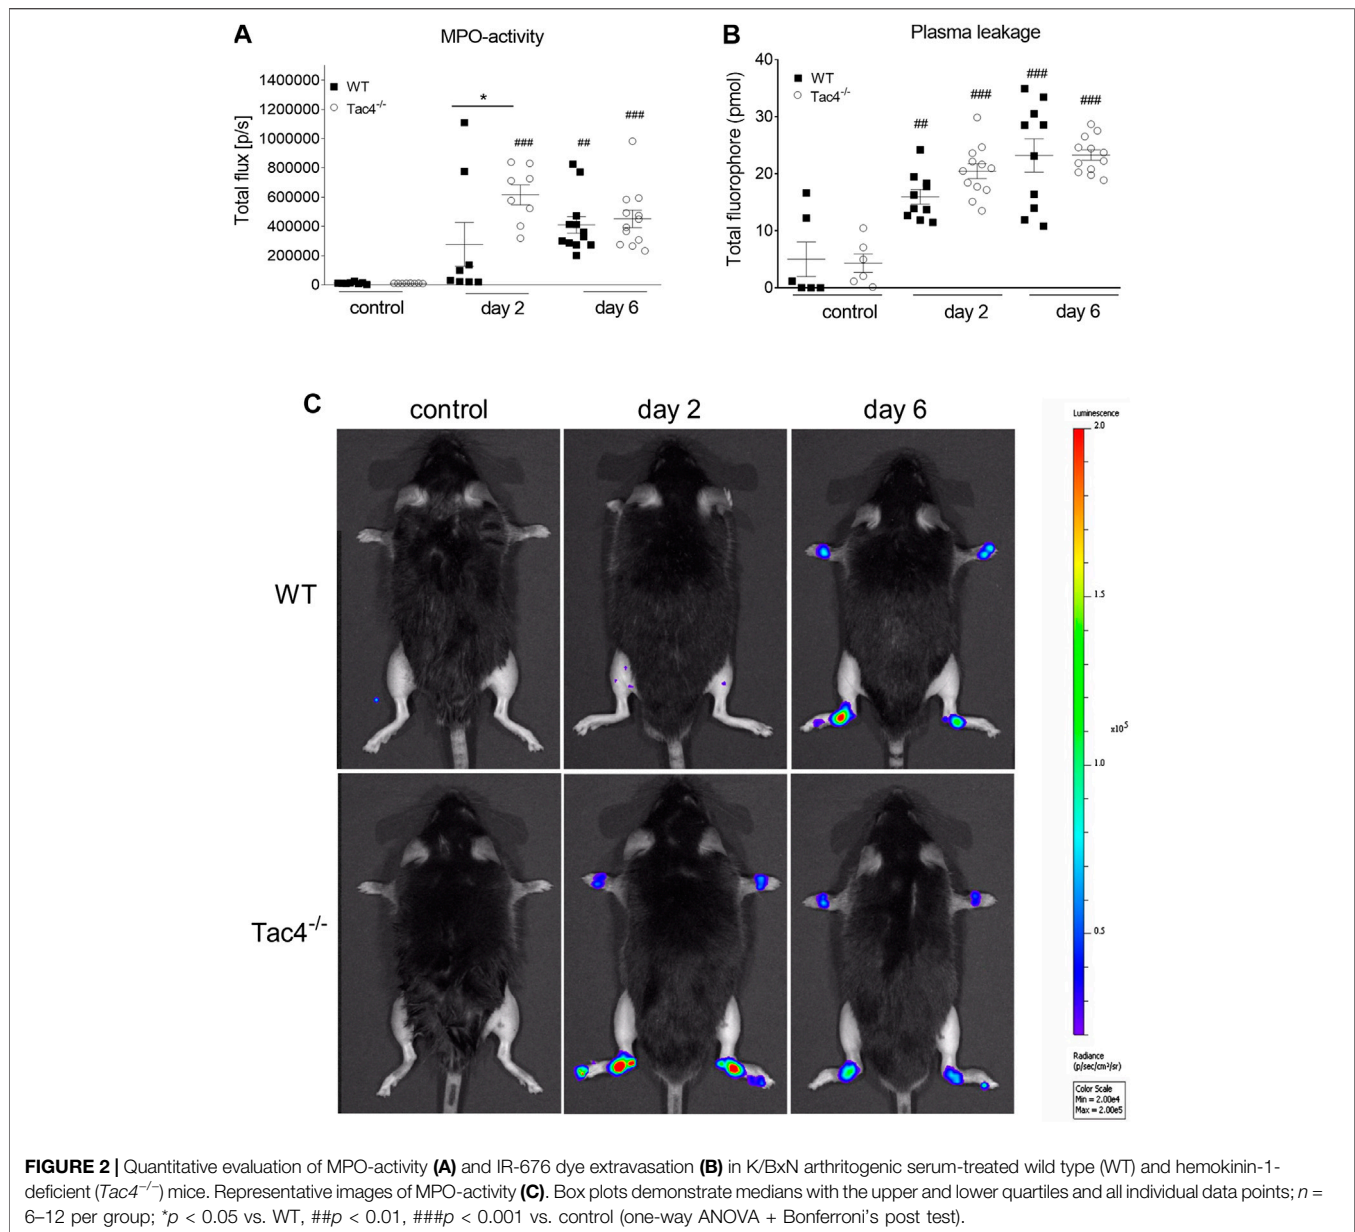 A
MPO-activity
Total flux [p/s]
1400000
1200000
1000000
800000
600000
400000
200000
0
WT
Tac4-/-
*
###
##
###
control
day 2
day 6
B
Plasma leakage
Total fluorophore (pmol)
40
30
20
10
0
WT
Tac4-/-
##
###
###
###
control
day 2
day 6
C
control
day 2
day 6
WT
Tac4-/-
Luminescence
2.0
1.5
x10⁵
1.0
0.5
Radiance
(p/sec/cm²/sr)
Color Scale
Min = 2.00e4
Max = 2.00e5
FIGURE 2 | Quantitative evaluation of MPO-activity (A) and IR-676 dye extravasation (B) in K/BxN arthritogenic serum-treated wild type (WT) and hemokinin-1-
deficient (Tac4−/−) mice. Representative images of MPO-activity (C). Box plots demonstrate medians with the upper and lower quartiles and all individual data points; n =
6–12 per group; *p < 0.05 vs. WT, ##p < 0.01, ###p < 0.001 vs. control (one-way ANOVA + Bonferroni’s post test).